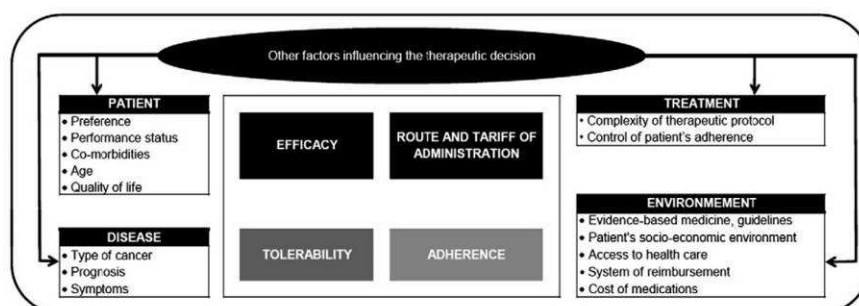 Other factors influencing the therapeutic decision
PATIENT
• Preference
• Performance status
• Co-morbidities
• Age
• Quality of life
DISEASE
• Type of cancer
• Prognosis
• Symptoms
EFFICACY
ROUTE AND TARIFF OF
ADMINISTRATION
TOLERABILITY
ADHERENCE
TREATMENT
• Complexity of therapeutic protocol
• Control of patient's adherence
ENVIRONMEMENT
• Evidence-based medicine, guidelines
• Patient's socio-economic environment
• Access to health care
• System of reimbursement
• Cost of medications